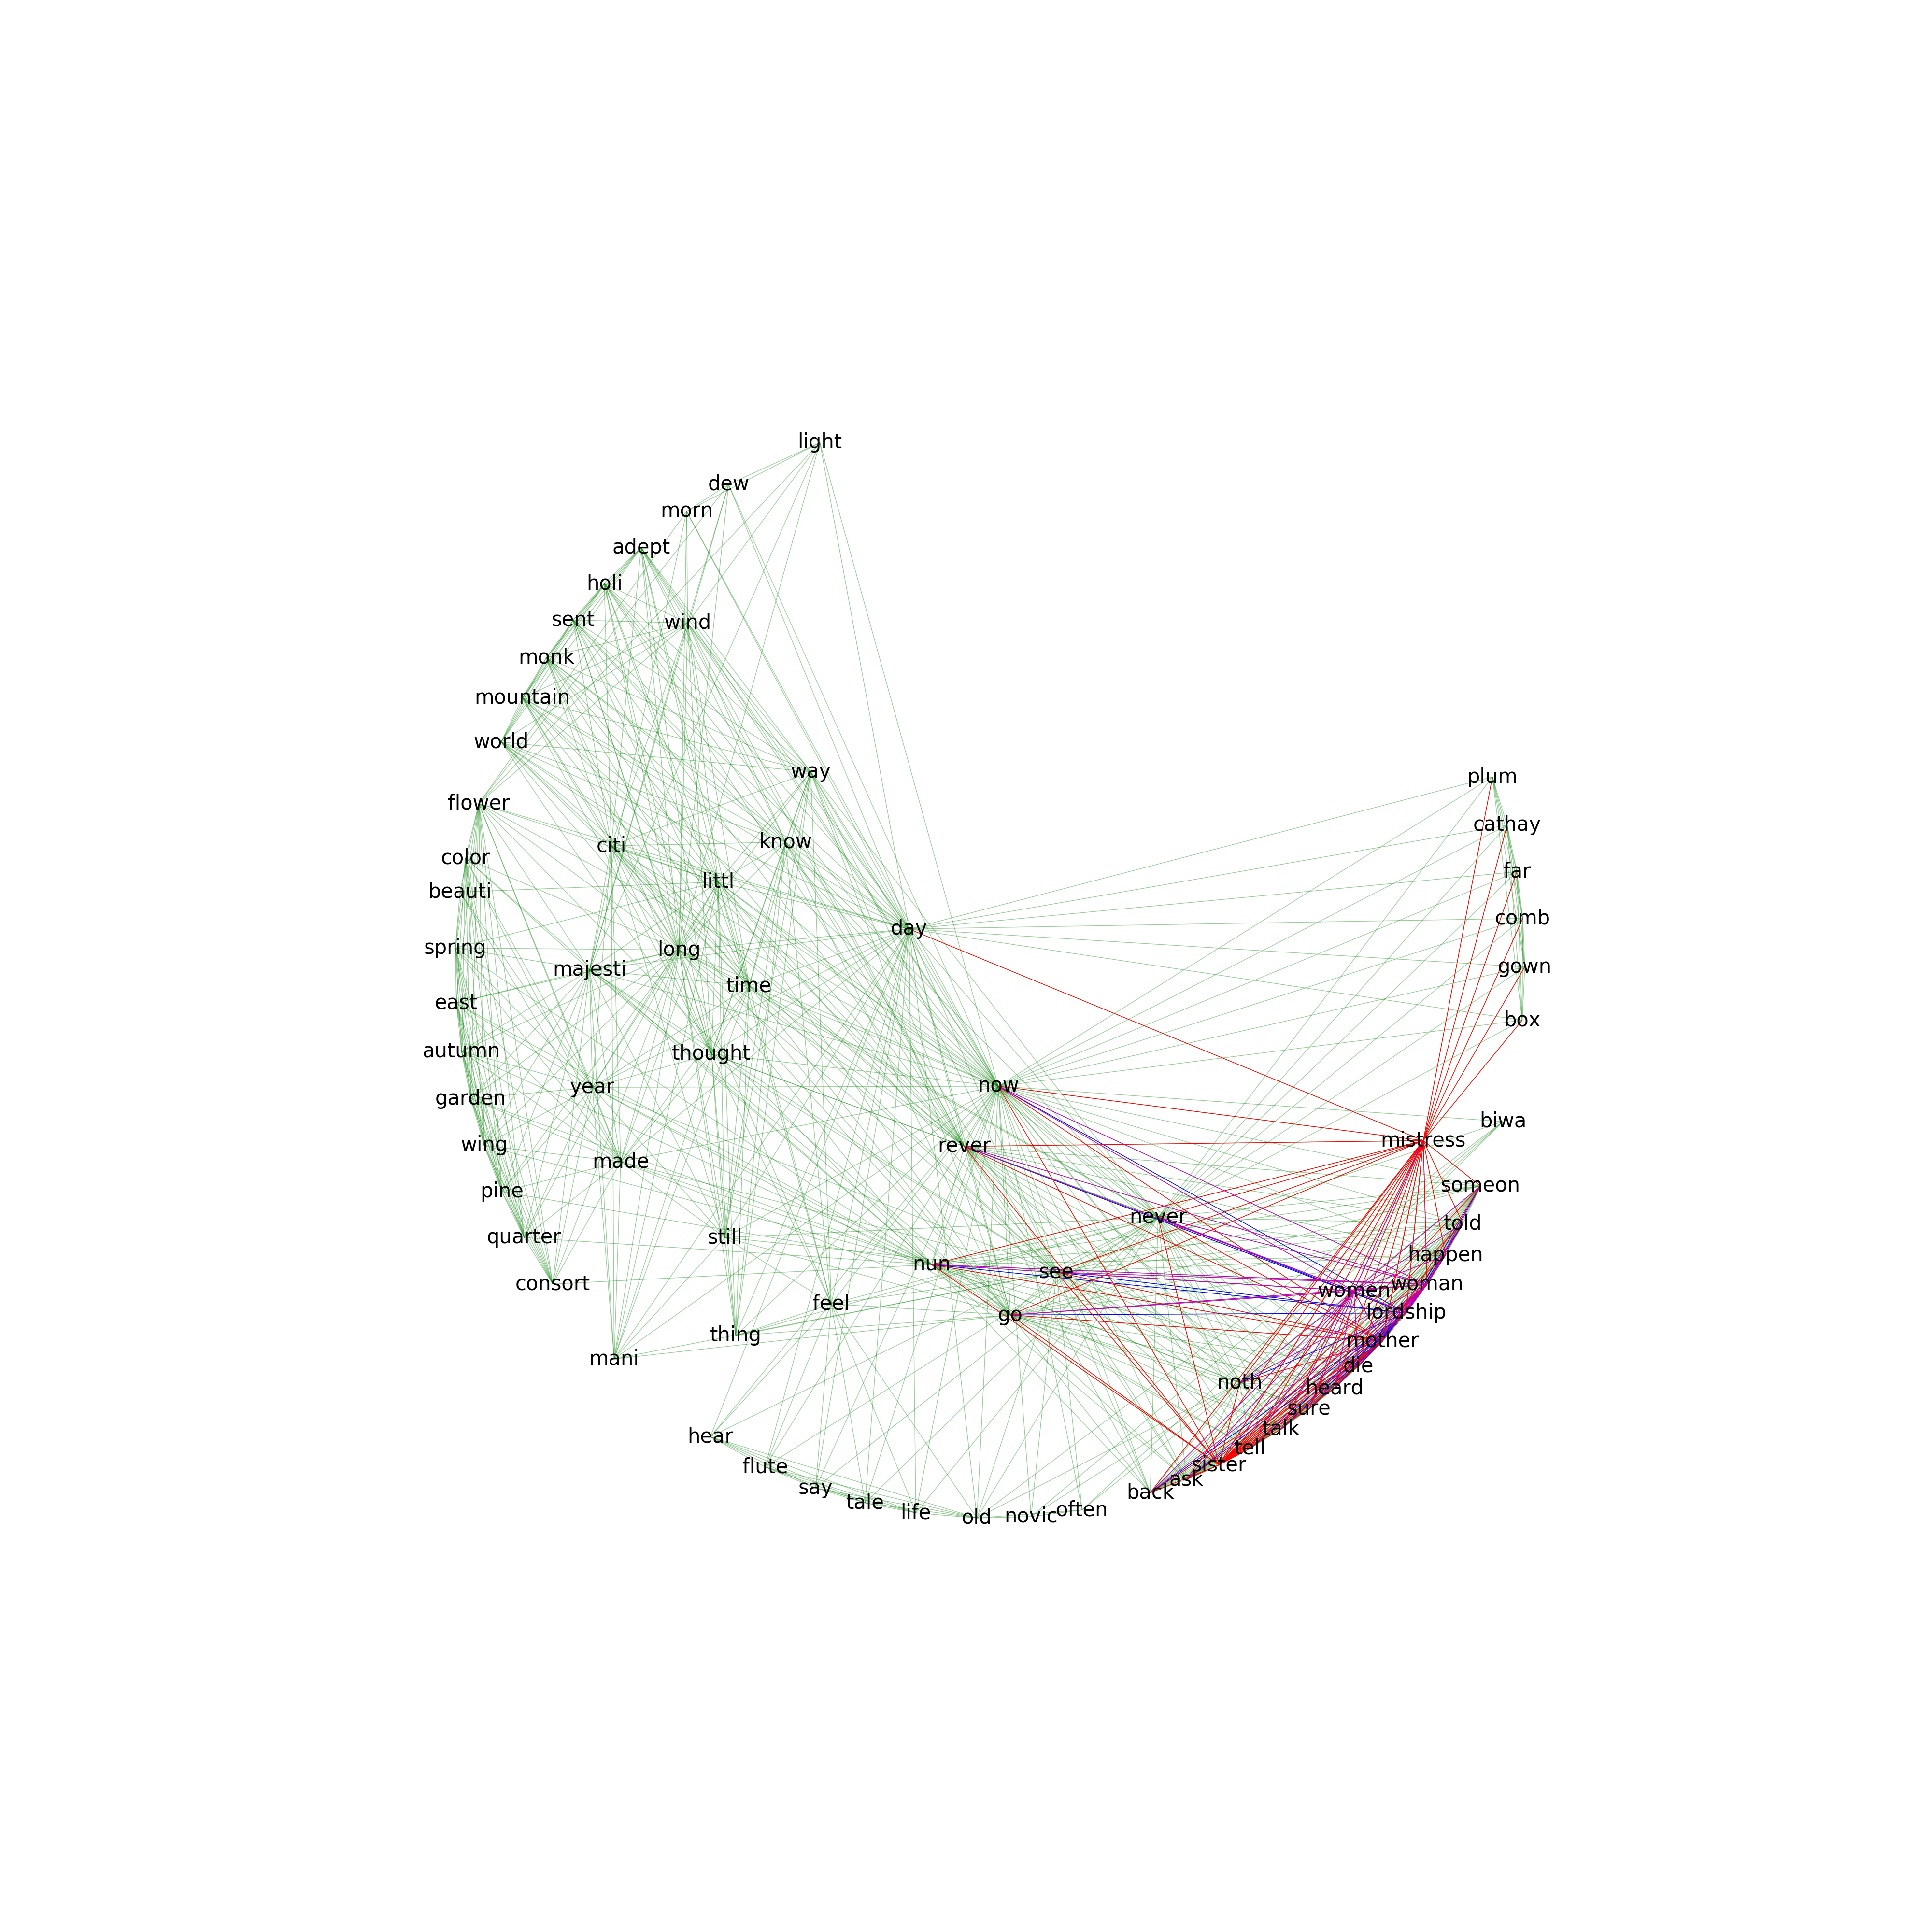 light
dew
morn
adept
holi
sent
wind
monk
mountain
world
way
plum
flower
cathay
know
citi
color
far
littl
beauti
comb
day
spring
long
gown
majesti
time
east
box
autumn
thought
now
year
garden
biwa
mistress
wing
rever
made
someon
pine
never
told
still
quarter
happen
nun
see
consort
woman
women
feel
lordship
go
thing
mother
mani
die
noth
heard
sure
talk
hear
tell
sister
flute
ask
say
back
tale
often
life
novic
old